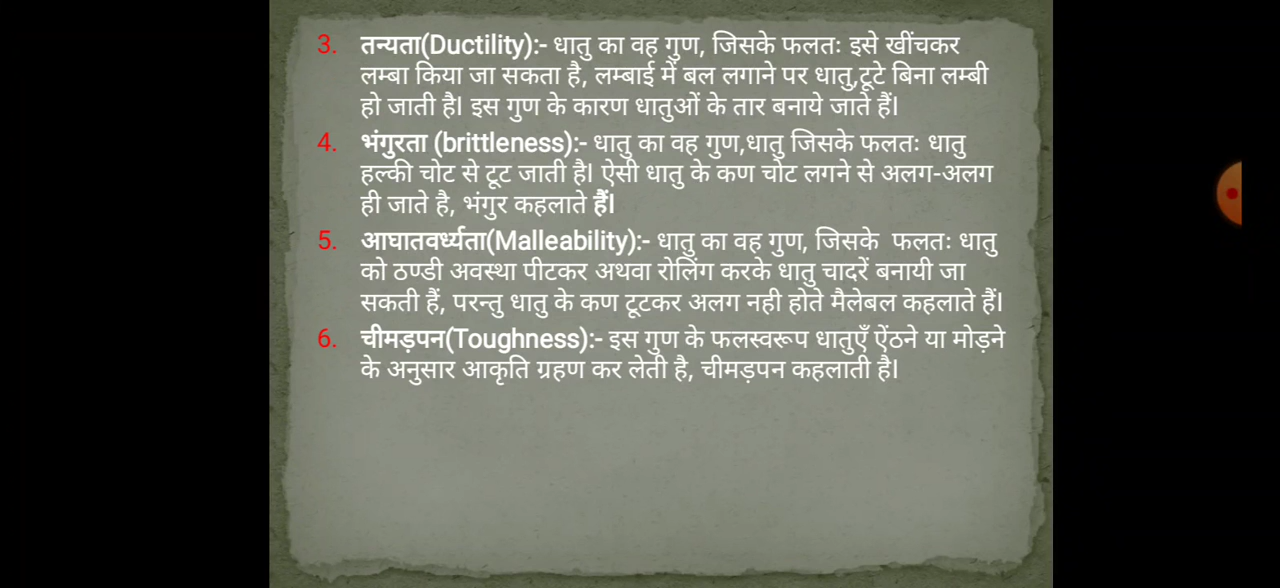 3. तन्यता(Ductility):- धातु का वह गुण, जिसके फलतः इसे खींचकर
लम्बा किया जा सकता है, लम्बाई में बल लगाने पर धातु,टूटे बिना लम्बी
हो जाती है। इस गुण के कारण धातुओं के तार बनाये जाते हैं।
4. भंगुरता (brittleness):- धातु का वह गुण,धातु जिसके फलतः धातु
हल्की चोट से टूट जाती है। ऐसी धातु के कण चोट लगने से अलग-अलग
ही जाते है, भंगुर कहलाते हैं।
5. आघातवर्ध्यता(Malleability):- धातु का वह गुण, जिसके फलतः धातु
को ठण्डी अवस्था पीटकर अथवा रोलिंग करके धातु चादरें बनायी जा
सकती हैं, परन्तु धातु के कण टूटकर अलग नही होते मैलेबल कहलाते हैं।
6. चीमड़पन(Toughness):- इस गुण के फलस्वरूप धातुएँ ऐंठने या मोड़ने
के अनुसार आकृति ग्रहण कर लेती है, चीमड़पन कहलाती है।